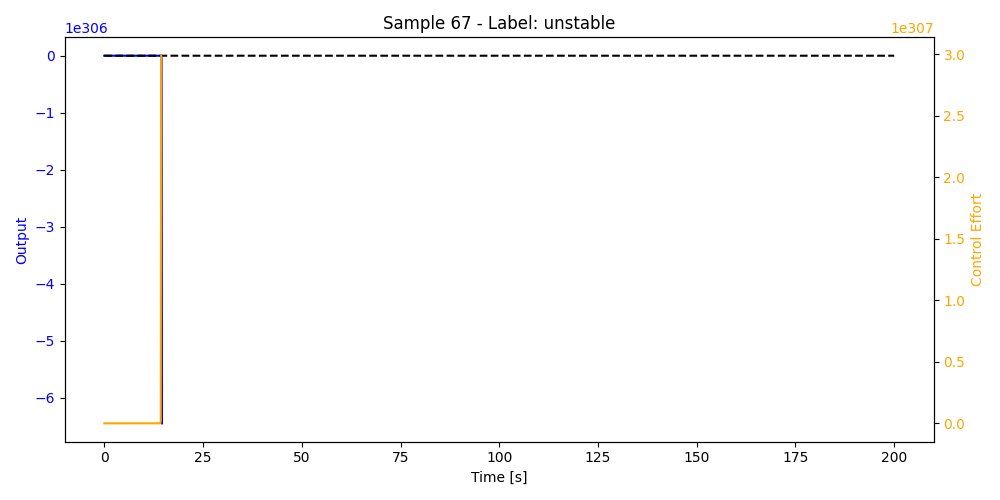 Sample 67 - Label: unstable
1e306
1e307
0
−1
−2
−3
−4
−5
−6
Output
3.0
2.5
2.0
1.5
1.0
0.5
0.0
Control Effort
0 25 50 75 100 125 150 175 200
Time [s]